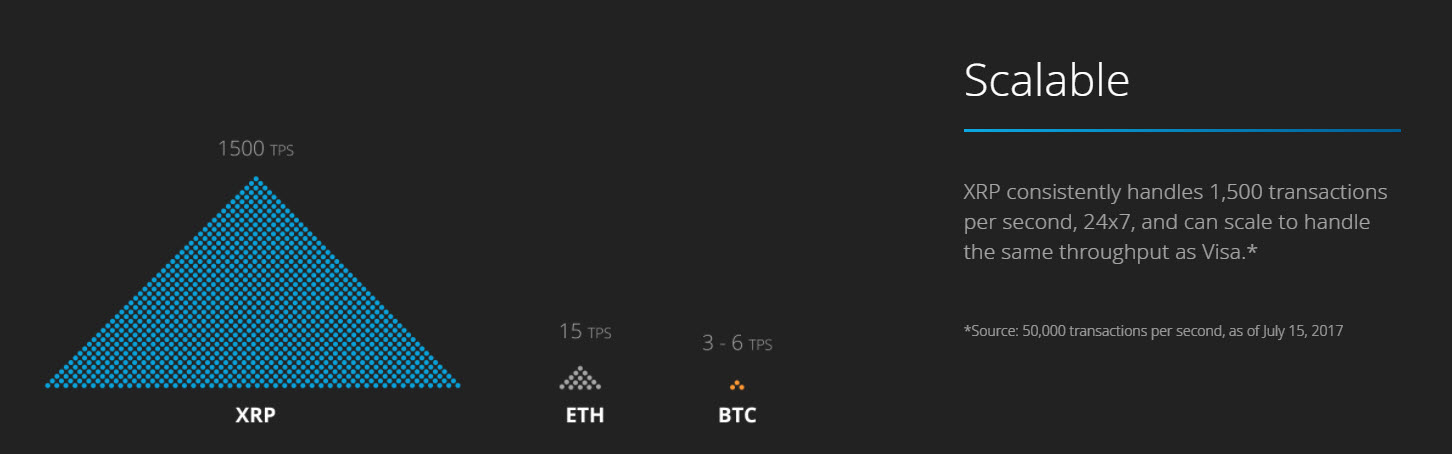 Scalable
1500 TPS
XRP consistently handles 1,500 transactions
per second, 24x7, and can scale to handle
the same throughput as Visa.*
15 TPS
3 - 6 TPS
*Source: 50,000 transactions per second, as of July 15, 2017
XRP
ETH
BTC